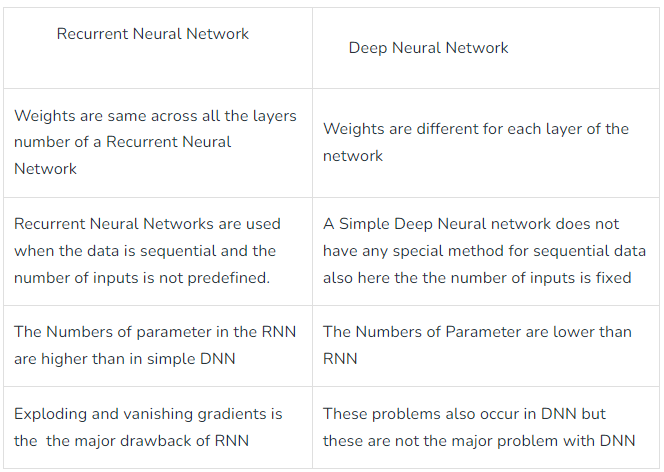 Recurrent Neural Network
Deep Neural Network
Weights are same across all the layers
number of a Recurrent Neural
Network
Weights are different for each layer of the
network
Recurrent Neural Networks are used
when the data is sequential and the
number of inputs is not predefined.
A Simple Deep Neural network does not
have any special method for sequential data
also here the the number of inputs is fixed
The Numbers of parameter in the RNN
are higher than in simple DNN
The Numbers of Parameter are lower than
RNN
Exploding and vanishing gradients is
the  the major drawback of RNN
These problems also occur in DNN but
these are not the major problem with DNN